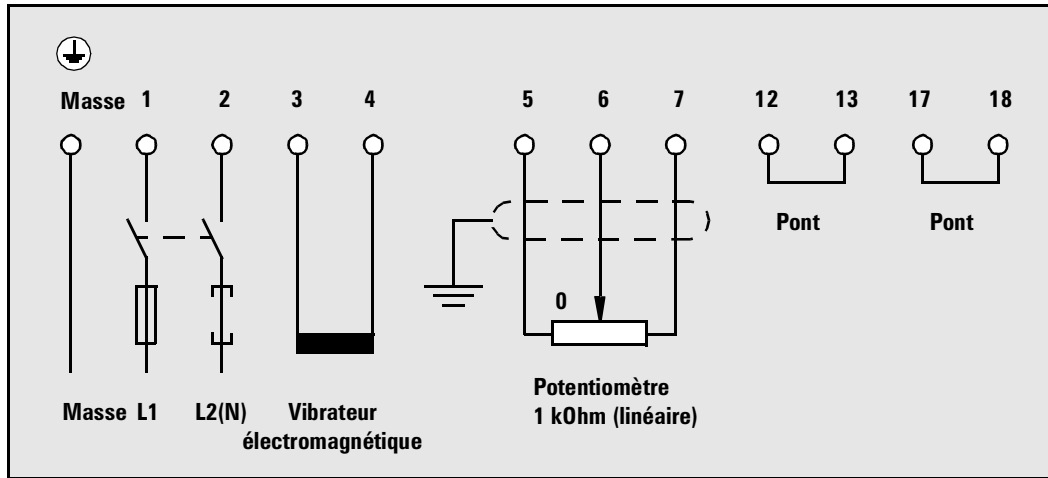 Masse 1 2 3 4 5 6 7 12 13 17 18
Pont Pont
0
Masse L1 L2(N) Vibrateur
électromagnétique
Potentiomètre
1 kOhm (linéaire)